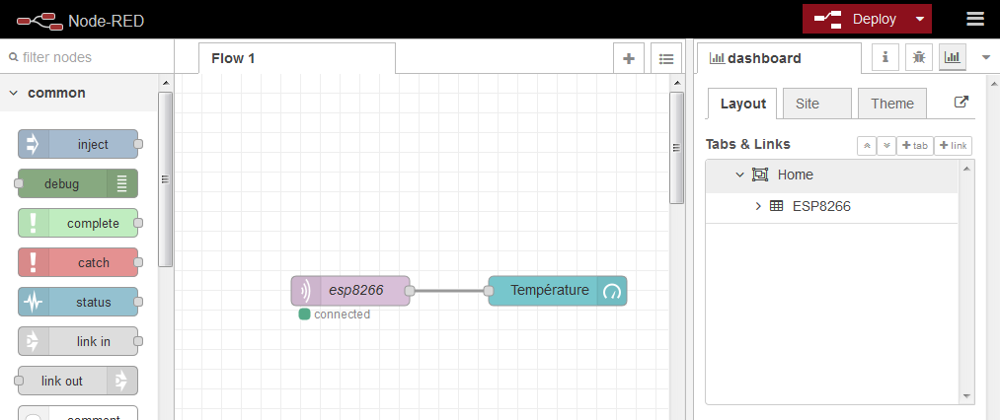 Node-RED
Deploy
filter nodes
Flow 1
dashboard
common
inject
debug
complete
catch
status
link in
link out
comment
esp8266
connected
Température
Layout
Site
Theme
Tabs & Links
tab
link
Home
ESP8266